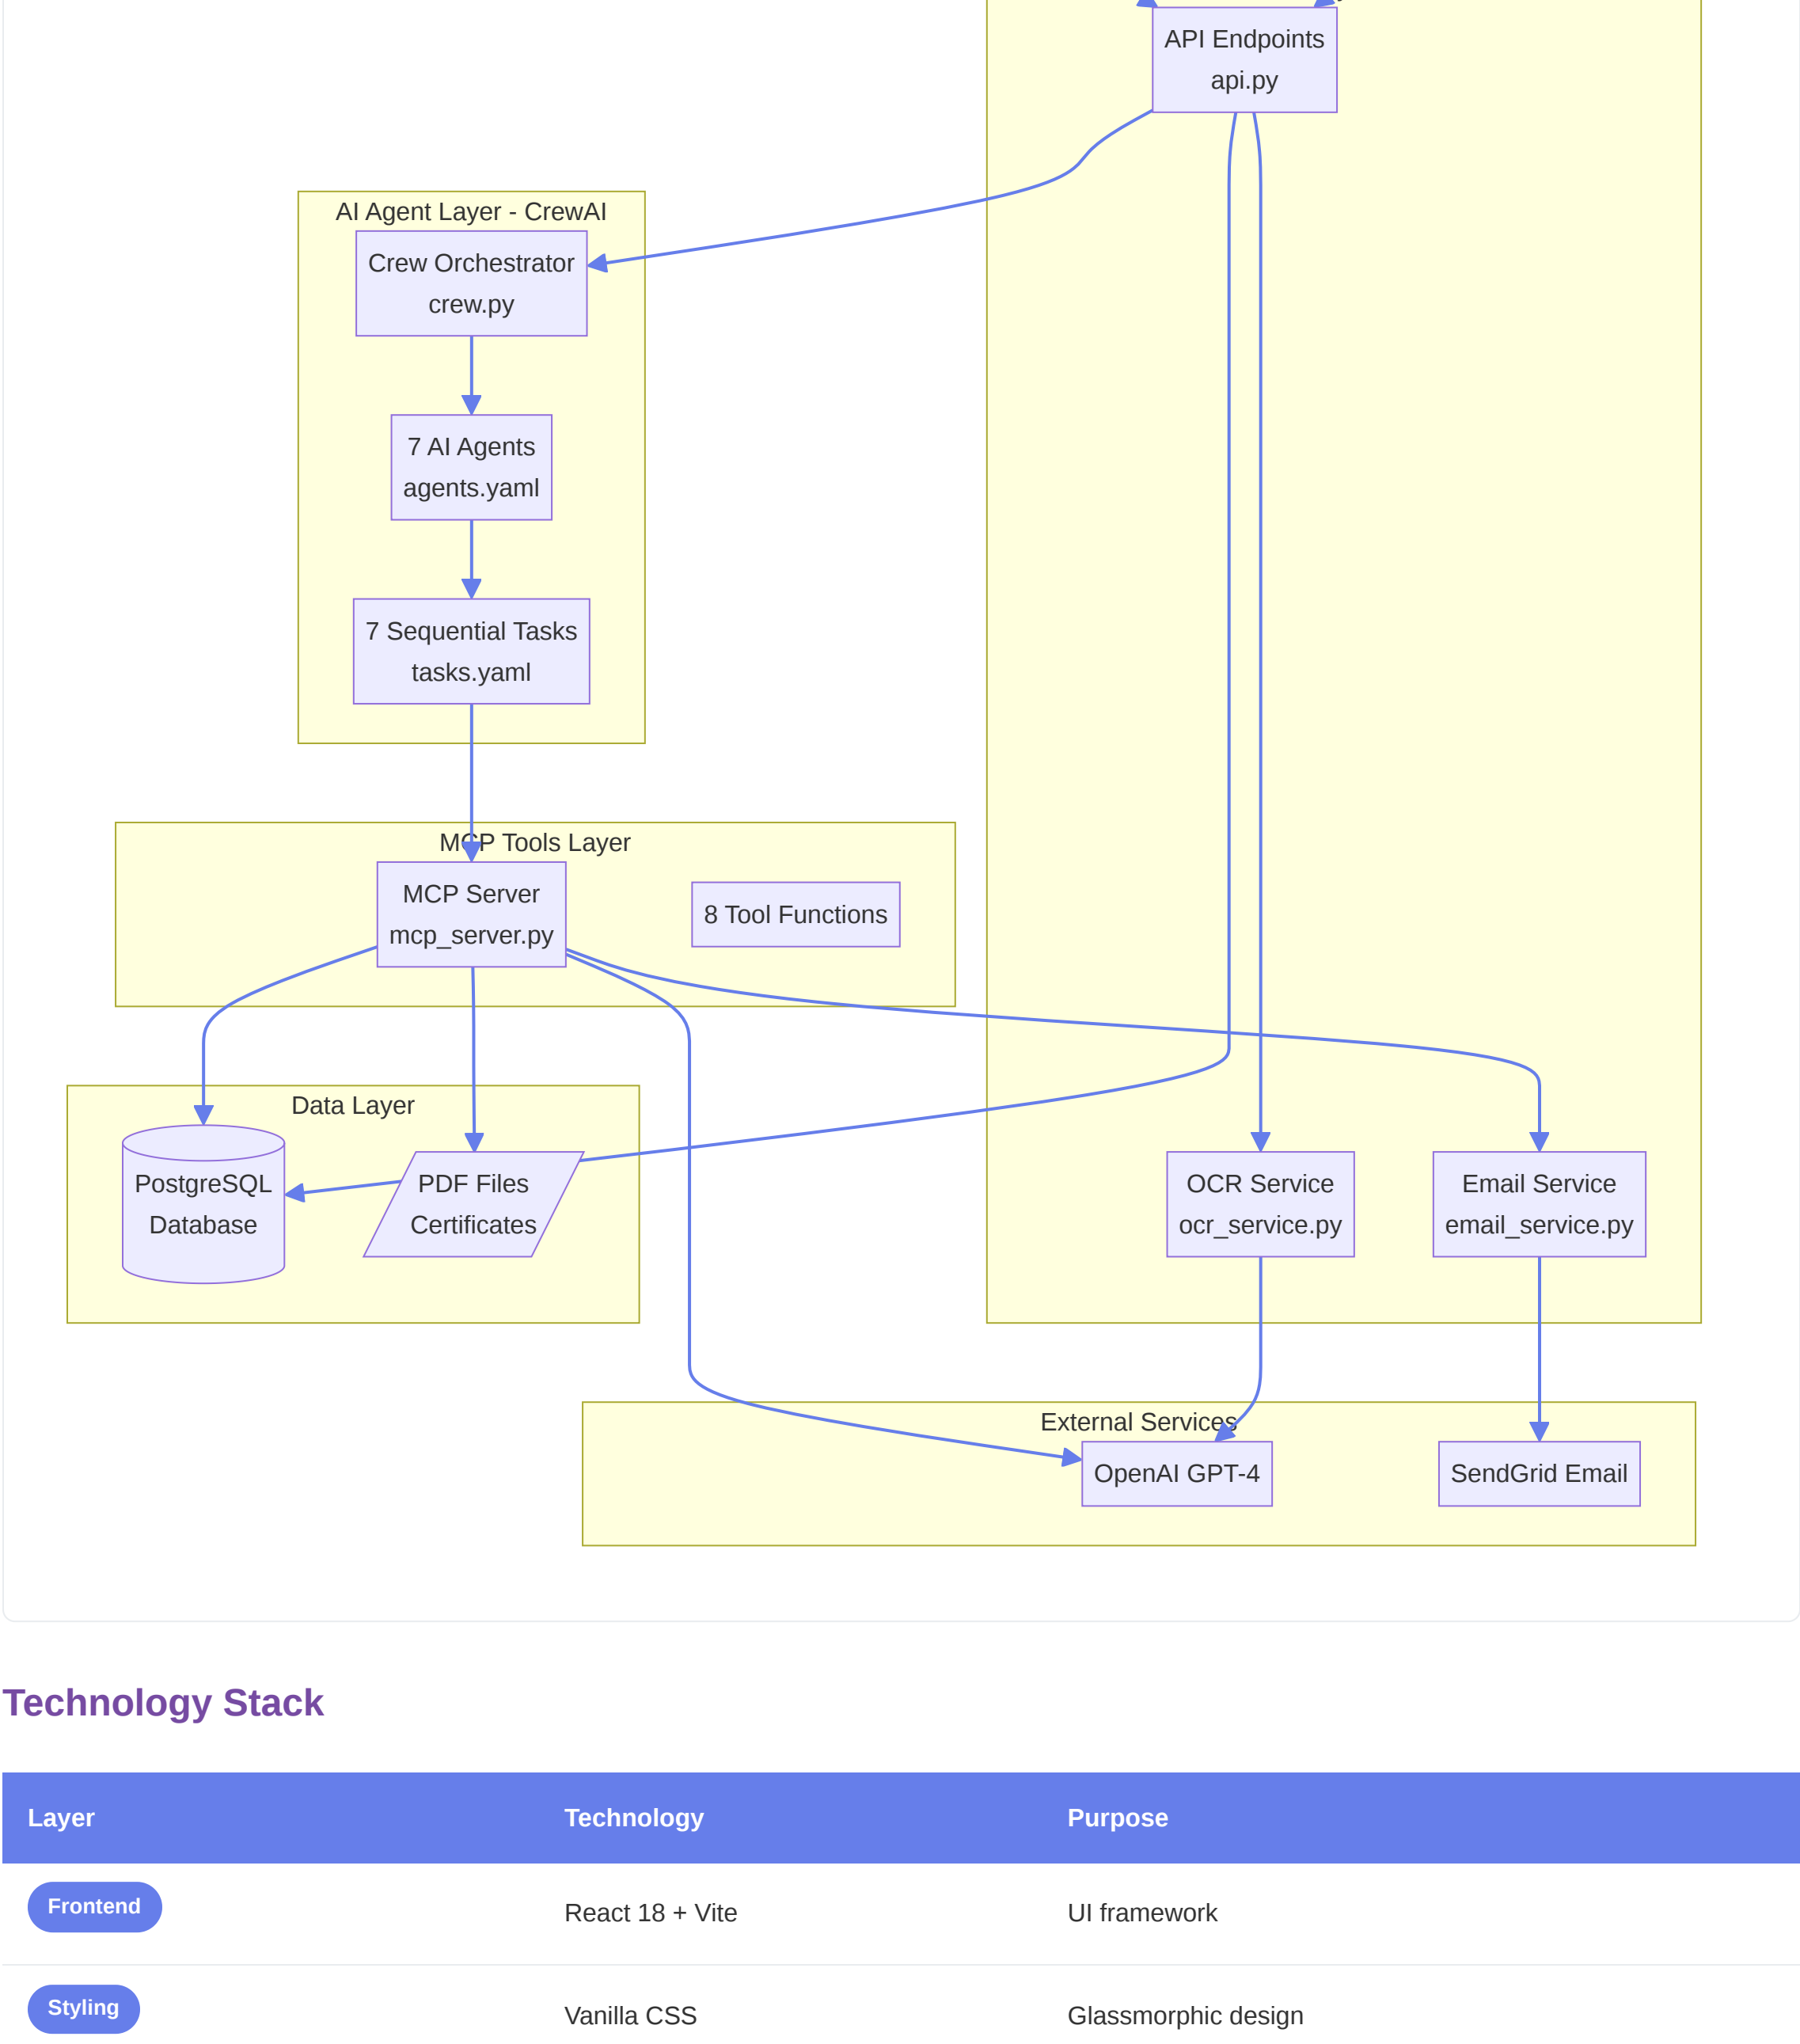 API Endpoints
api.py
AI Agent Layer - CrewAI
Crew Orchestrator
crew.py
7 AI Agents
agents.yaml
7 Sequential Tasks
tasks.yaml
MCP Tools Layer
MCP Server
mcp_server.py
8 Tool Functions
Data Layer
PostgreSQL
Database
PDF Files
Certificates
OCR Service
ocr_service.py
Email Service
email_service.py
External Services
OpenAI GPT-4
SendGrid Email
Technology Stack
Layer Technology Purpose
Frontend React 18 + Vite UI framework
Styling Vanilla CSS Glassmorphic design